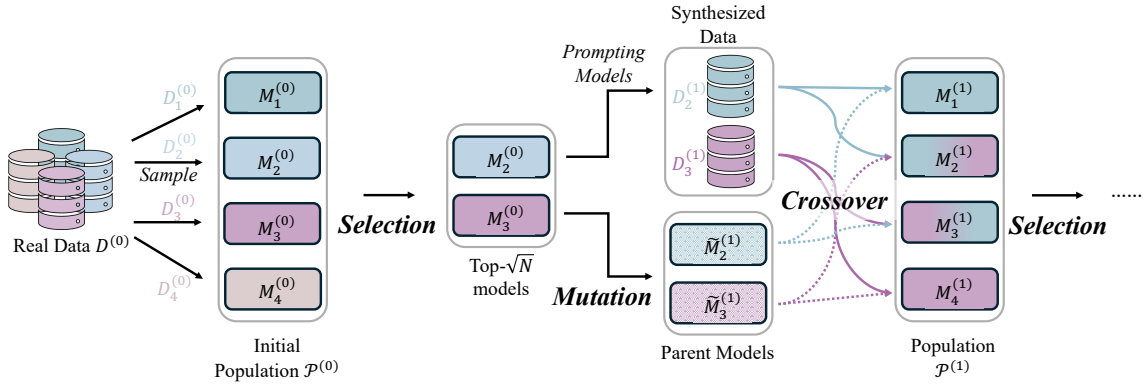 Real Data D^(0)
D_1^(0)
D_2^(0)
Sample
D_3^(0)
D_4^(0)
M_1^(0)
M_2^(0)
M_3^(0)
M_4^(0)
Initial
Population 𝒫^(0)
Selection
M_2^(0)
M_3^(0)
Top-√N
models
Prompting
Models
Mutation
Synthesized
Data
D_2^(1)
D_3^(1)
M̃_2^(1)
M̃_3^(1)
Parent Models
Crossover
M_1^(1)
M_2^(1)
M_3^(1)
M_4^(1)
Population
𝒫^(1)
Selection
......